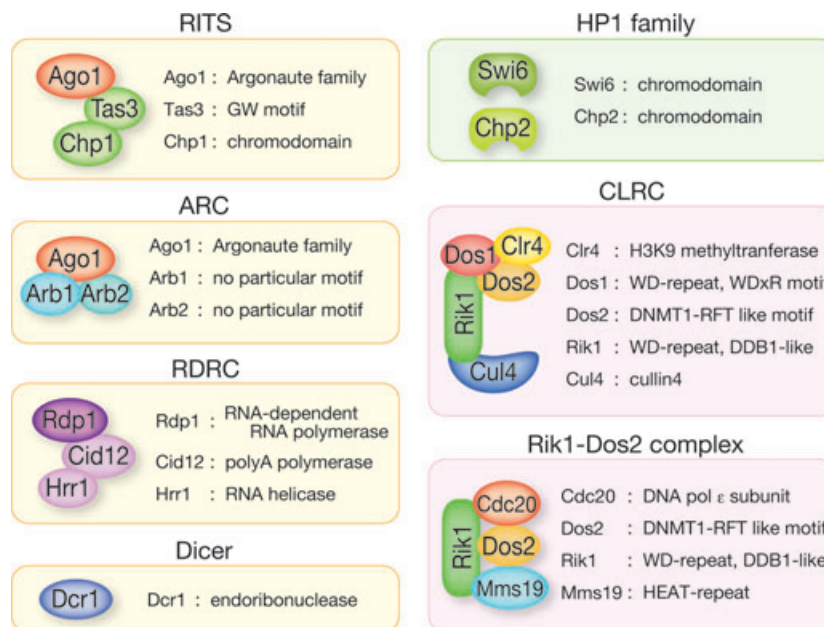 RITS
Ago1
Tas3
Chp1
Ago1 : Argonaute family
Tas3 : GW motif
Chp1 : chromodomain
ARC
Ago1
Arb1 Arb2
Ago1 : Argonaute family
Arb1 : no particular motif
Arb2 : no particular motif
RDRC
Rdp1
Cid12
Hrr1
Rdp1 : RNA-dependent
RNA polymerase
Cid12 : polyA polymerase
Hrr1 : RNA helicase
Dicer
Dcr1
Dcr1 : endoribonuclease
HP1 family
Swi6
Chp2
Swi6 : chromodomain
Chp2 : chromodomain
CLRC
Dos1 Clr4
Dos2
Rik1
Cul4
Clr4 : H3K9 methyltranferase
Dos1 : WD-repeat, WDxR motif
Dos2 : DNMT1-RFT like motif
Rik1 : WD-repeat, DDB1-like
Cul4 : cullin4
Rik1-Dos2 complex
Cdc20
Rik1
Dos2
Mms19
Cdc20 : DNA pol ε subunit
Dos2 : DNMT1-RFT like motif
Rik1 : WD-repeat, DDB1-like
Mms19 : HEAT-repeat